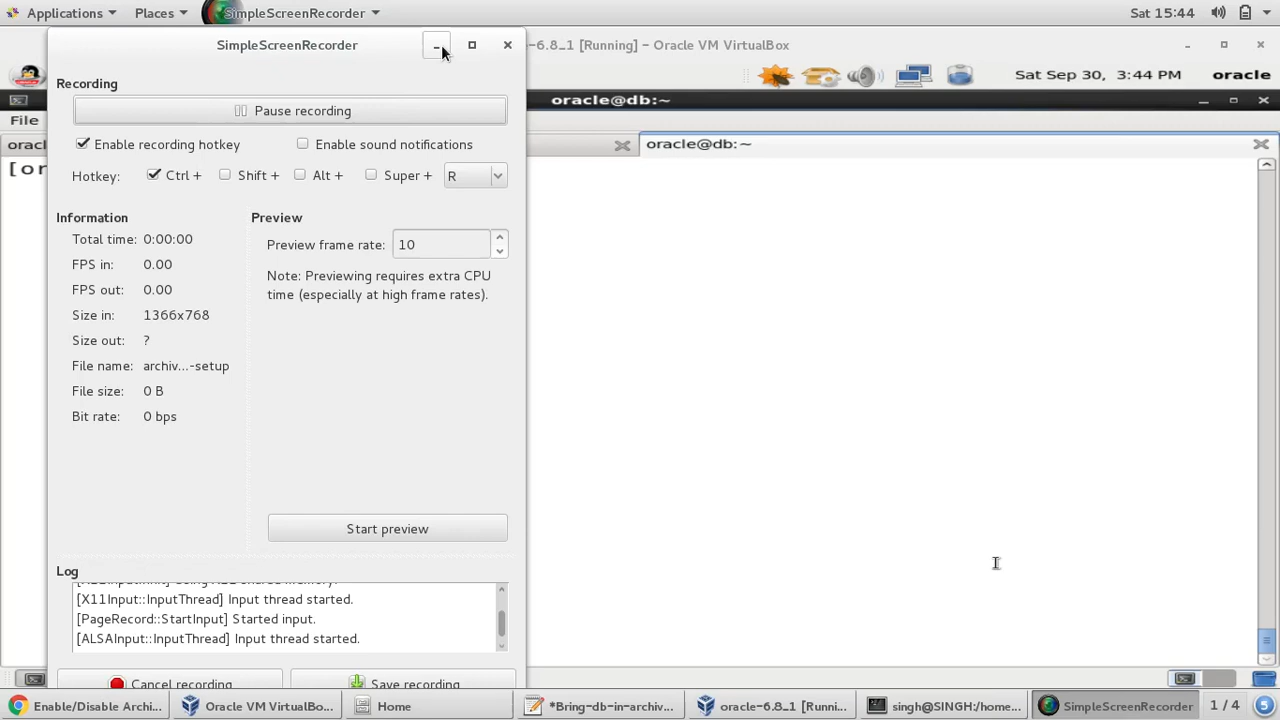 Applications Places SimpleScreenRecorder Sat 15:44
SimpleScreenRecorder
-6.8_1 [Running] – Oracle VM VirtualBox
Sat Sep 30, 3:44 PM oracle
oracle@db:~
File
oracl
oracle@db:~
[or
Recording
Pause recording
Enable recording hotkey Enable sound notifications
Hotkey: Ctrl + Shift + Alt + Super + R
Information
Total time: 0:00:00
FPS in: 0.00
FPS out: 0.00
Size in: 1366x768
Size out: ?
File name: archiv...-setup
File size: 0 B
Bit rate: 0 bps
Preview
Preview frame rate: 10
Note: Previewing requires extra CPU
time (especially at high frame rates).
Start preview
Log
[X11Input::InputThread] Input thread started.
[PageRecord::StartInput] Started input.
[ALSAInput::InputThread] Input thread started.
Cancel recording Save recording
Enable/Disable Archi... Oracle VM VirtualBo... Home *Bring-db-in-archiv... oracle-6.8_1 [Runni... singh@SINGH:/home... SimpleScreenRecorder 1 / 4 5